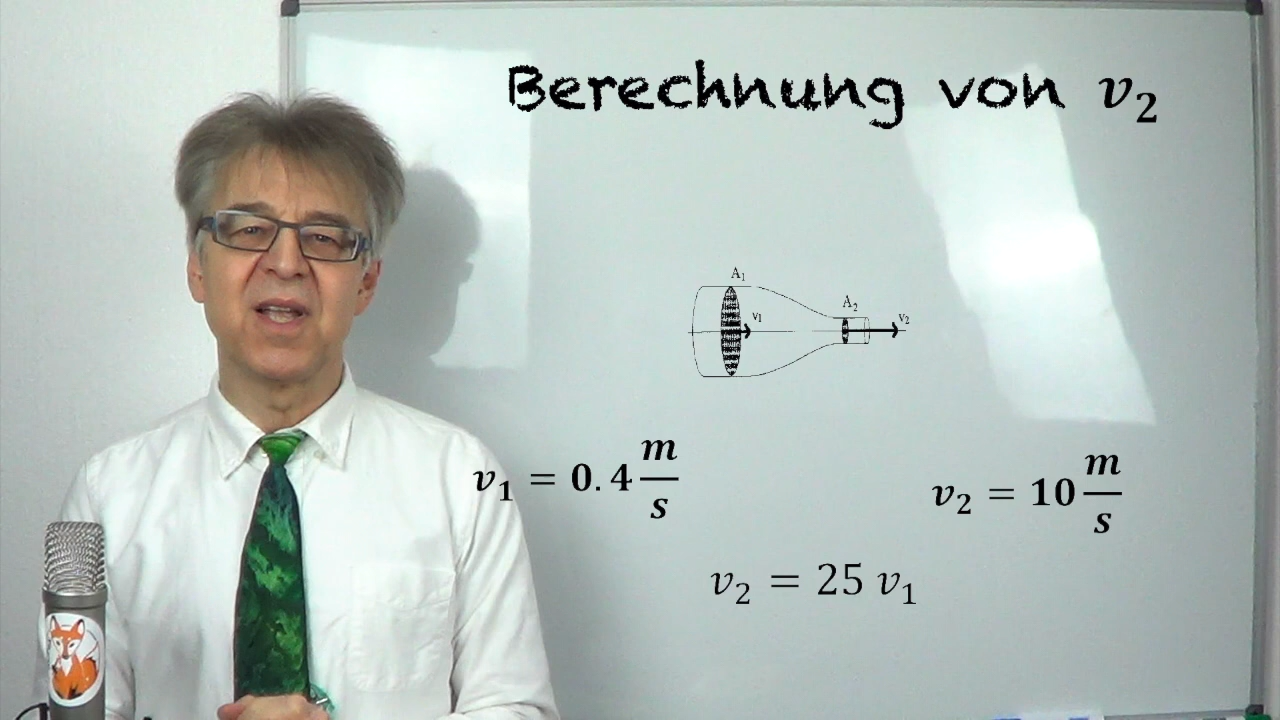 Berechnung von v₂
A₁
A₂
v₁
v₂
v₁ = 0.4 m/s
v₂ = 10 m/s
v₂ = 25 v₁